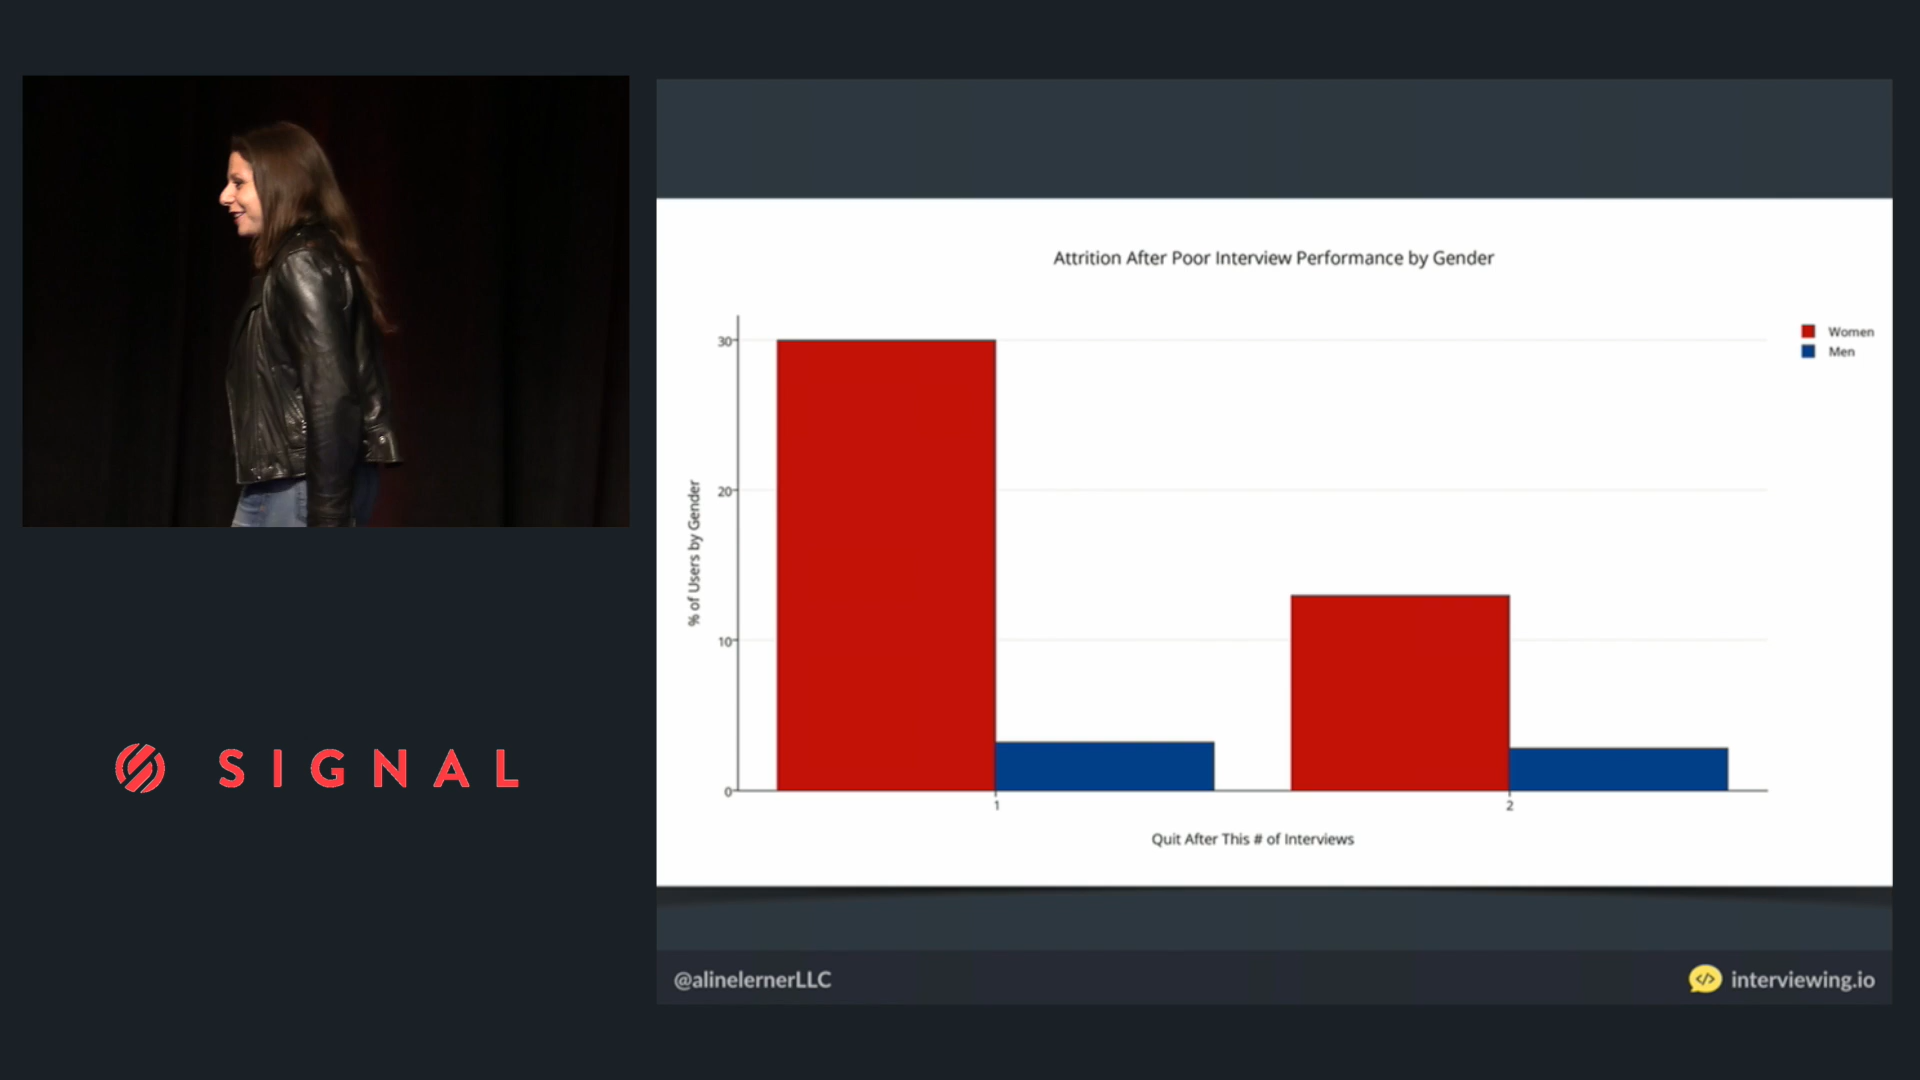 SIGNAL
Attrition After Poor Interview Performance by Gender
Women
Men
% of Users by Gender
30
20
10
0
1
2
Quit After This # of Interviews
@alinelernerLLC
interviewing.io